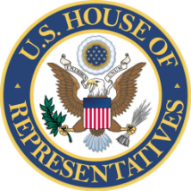 U.S. HOUSE OF
REPRESENTATIVES